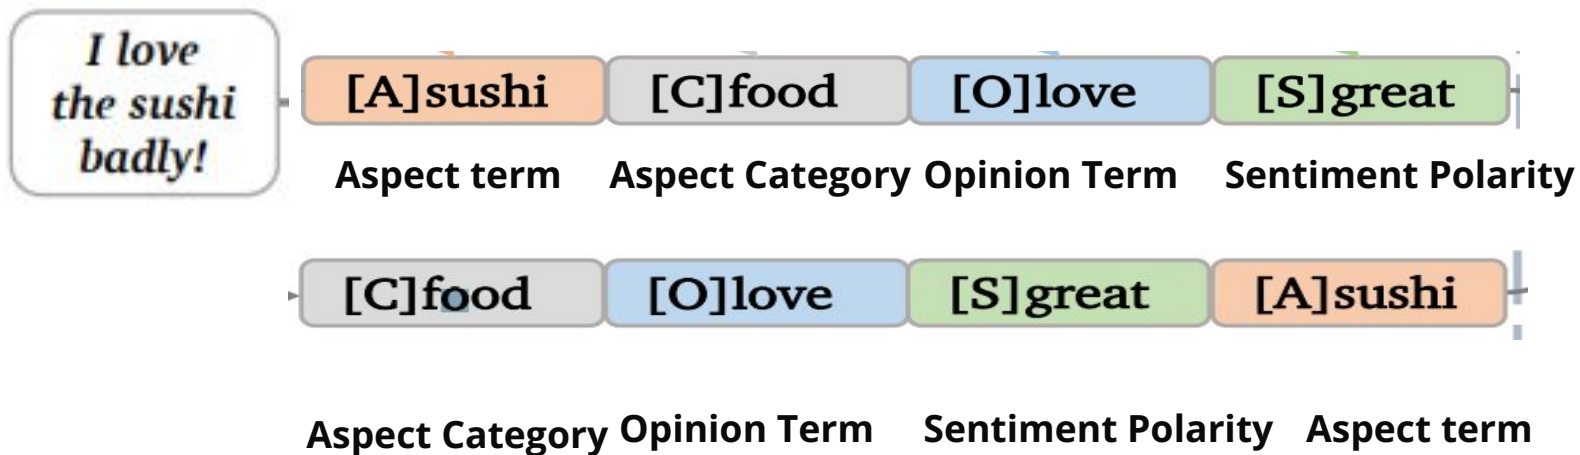 I love
the sushi
badly!
[A]sushi [C]food [O]love [S]great
Aspect term Aspect Category Opinion Term Sentiment Polarity
[C]food [O]love [S]great [A]sushi
Aspect Category Opinion Term Sentiment Polarity Aspect term